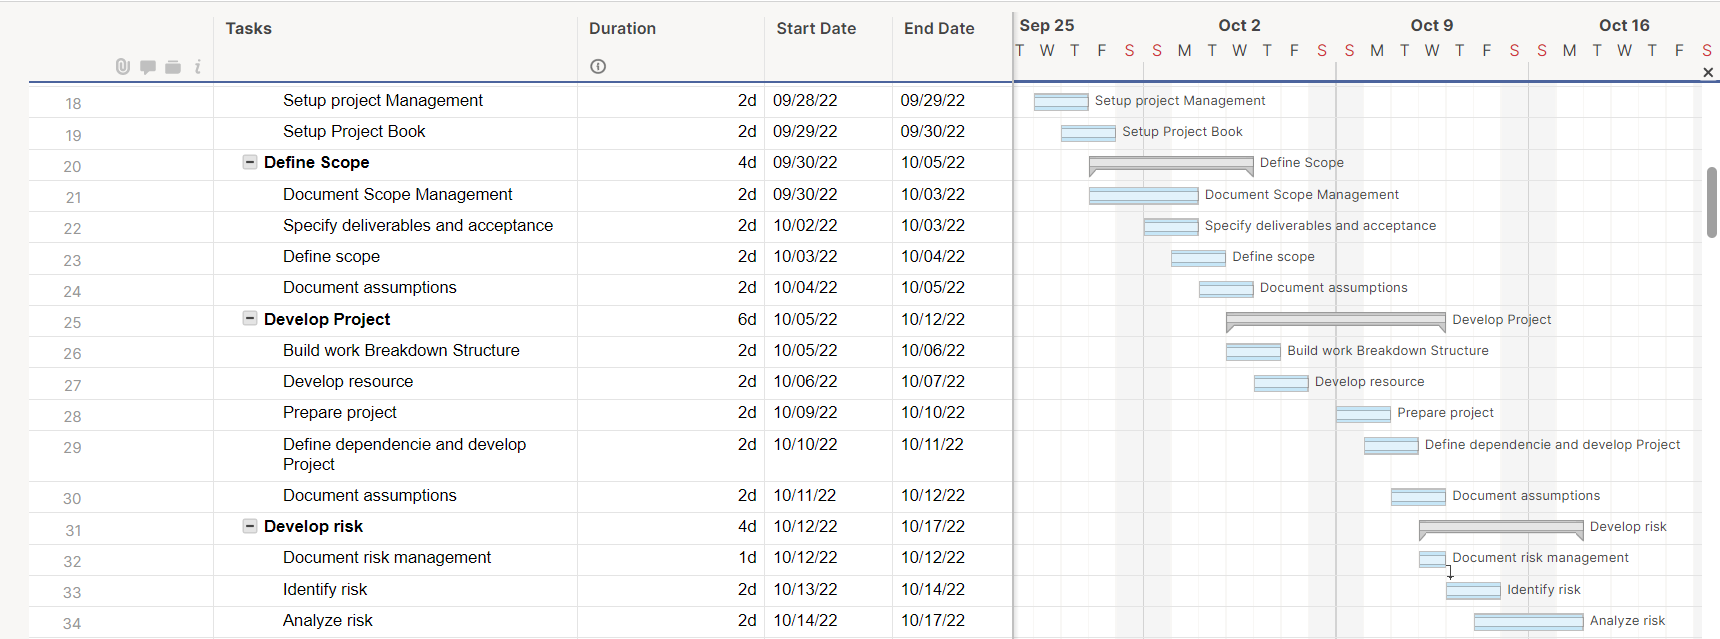 Tasks Duration Start Date End Date Sep 25 Oct 2 Oct 9 Oct 16
T W T F S S M T W T F S S M T W T F S S M T W T F S
18 Setup project Management 2d 09/28/22 09/29/22 Setup project Management
19 Setup Project Book 2d 09/29/22 09/30/22 Setup Project Book
20 Define Scope 4d 09/30/22 10/05/22 Define Scope
21 Document Scope Management 2d 09/30/22 10/03/22 Document Scope Management
22 Specify deliverables and acceptance 2d 10/02/22 10/03/22 Specify deliverables and acceptance
23 Define scope 2d 10/03/22 10/04/22 Define scope
24 Document assumptions 2d 10/04/22 10/05/22 Document assumptions
25 Develop Project 6d 10/05/22 10/12/22 Develop Project
26 Build work Breakdown Structure 2d 10/05/22 10/06/22 Build work Breakdown Structure
27 Develop resource 2d 10/06/22 10/07/22 Develop resource
28 Prepare project 2d 10/09/22 10/10/22 Prepare project
29 Define dependencie and develop 2d 10/10/22 10/11/22 Define dependencie and develop Project
Project
30 Document assumptions 2d 10/11/22 10/12/22 Document assumptions
31 Develop risk 4d 10/12/22 10/17/22 Develop risk
32 Document risk management 1d 10/12/22 10/12/22 Document risk management
33 Identify risk 2d 10/13/22 10/14/22 Identify risk
34 Analyze risk 2d 10/14/22 10/17/22 Analyze risk